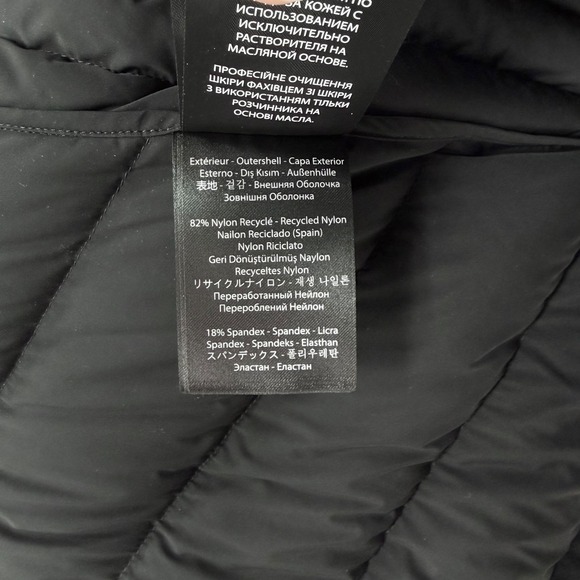 ЗА КОЖЕЙ С
ИСПОЛЬЗОВАНИЕМ
ИСКЛЮЧИТЕЛЬНО
РАСТВОРИТЕЛЯ НА
МАСЛЯНОЙ ОСНОВЕ.
ПРОФЕСІЙНЕ ОЧИЩЕННЯ
ШКІРИ ФАХІВЦЕМ ЗІ ШКІРИ
З ВИКОРИСТАННЯМ ТІЛЬКИ
РОЗЧИННИКА НА
ОСНОВІ МАСЛА.
Extérieur - Outershell - Capa Exterior
Esterno - Dış Kısım - Außenhülle
表地 - 겉감 - Внешняя Оболочка
Зовнішня Оболонка
82% Nylon Recyclé - Recycled Nylon
Nailon Reciclado (Spain)
Nylon Riciclato
Geri Dönüştürülmüş Naylon
Recyceltes Nylon
リサイクルナイロン - 재생 나일론
Переработанный Нейлон
Перероблений Нейлон
18% Spandex - Spandex - Licra
Spandex - Spandeks - Elasthan
スパンデックス - 폴리우레탄
Эластан - Еластан